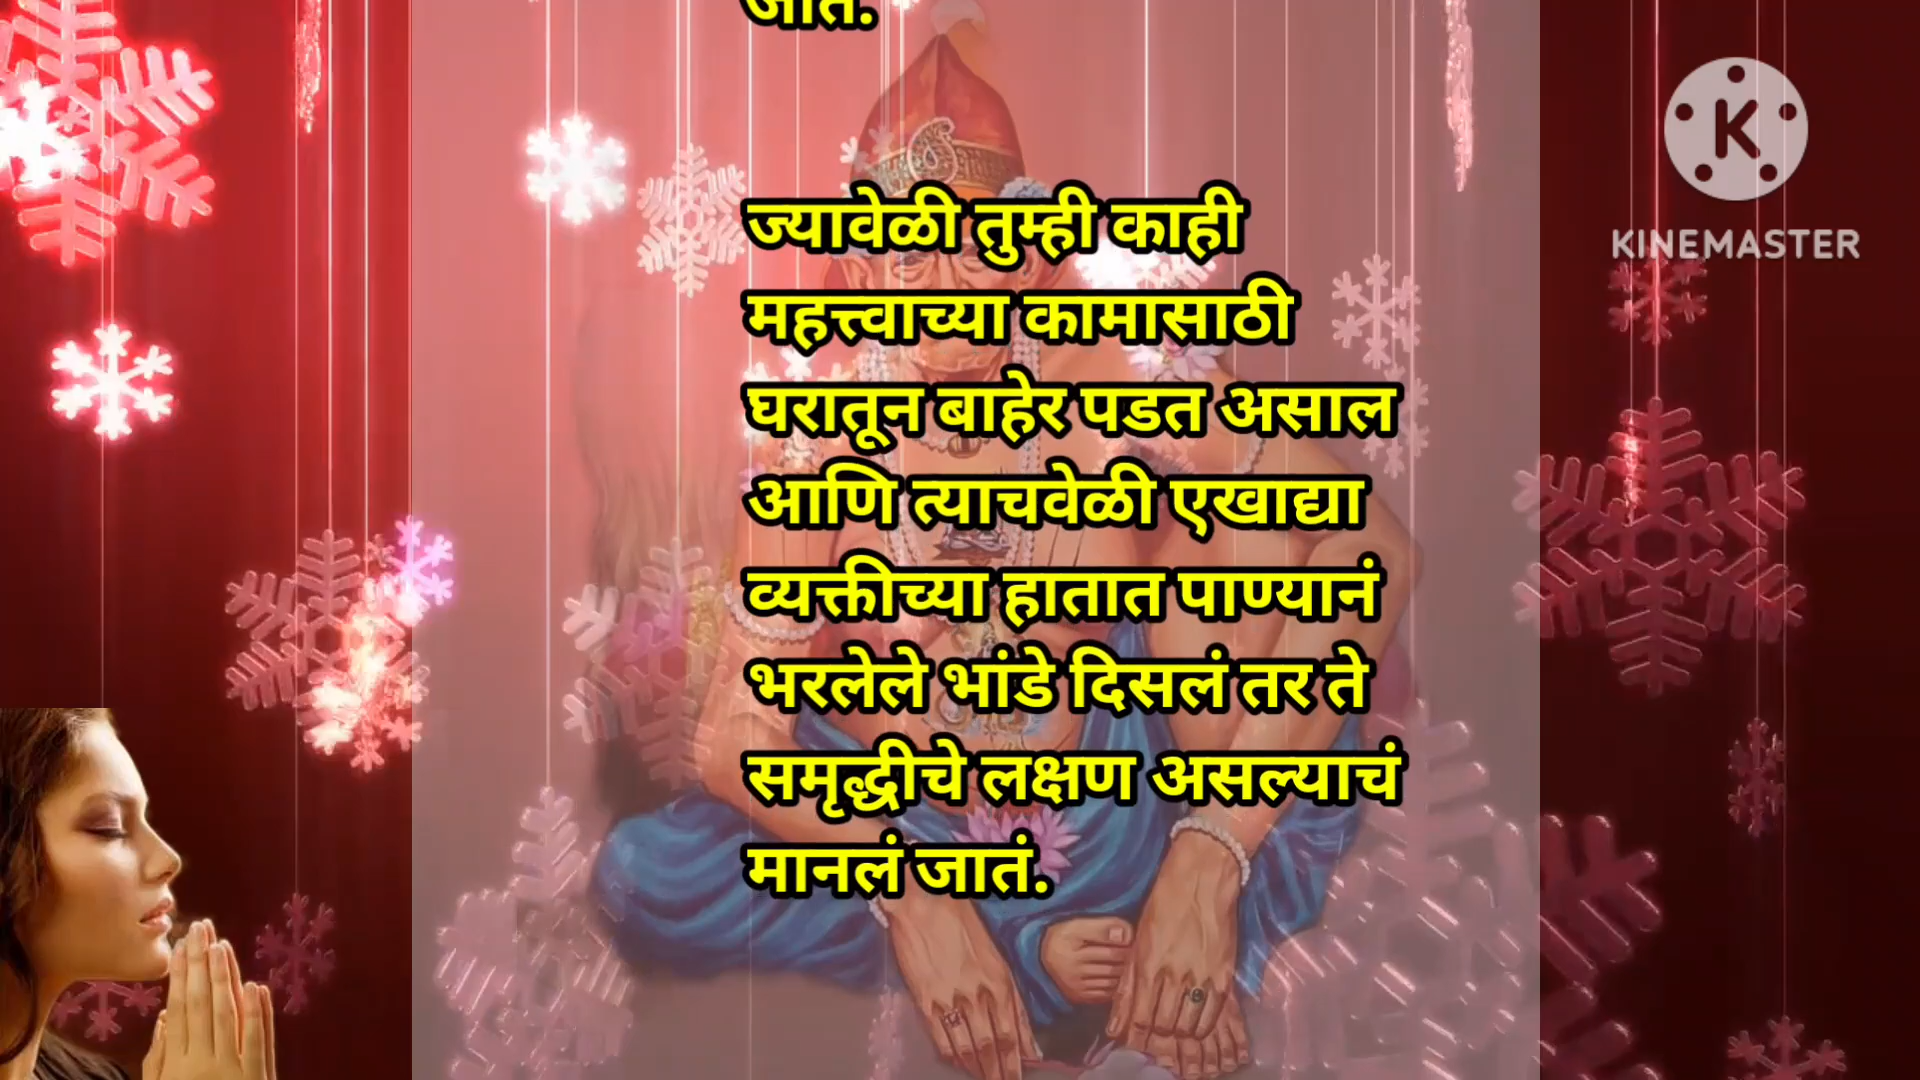 जातं.
ज्यावेळी तुम्ही काही
महत्त्वाच्या कामासाठी
घरातून बाहेर पडत असाल
आणि त्याचवेळी एखाद्या
व्यक्तीच्या हातात पाण्यानं
भरलेले भांडे दिसलं तर ते
समृद्धीचे लक्षण असल्याचं
मानलं जातं.
K
KINEMASTER